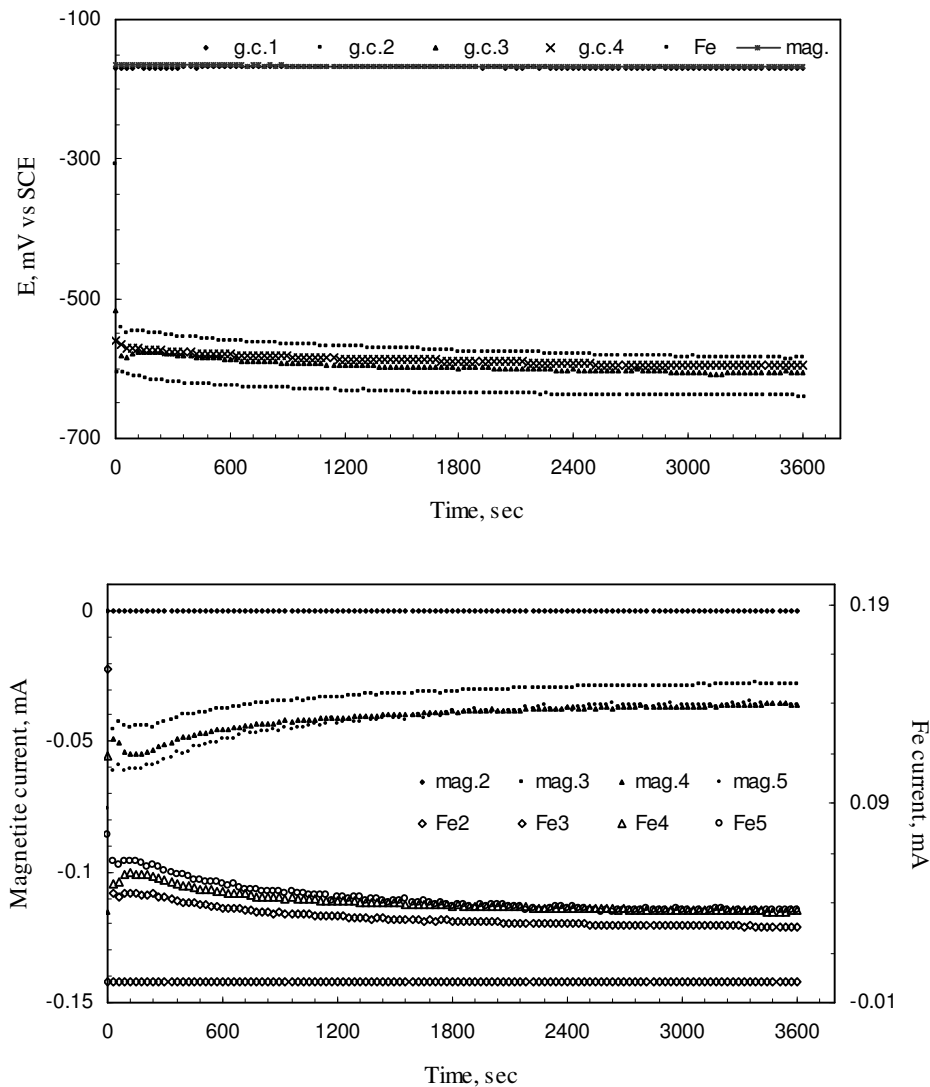 -100
g.c.1 g.c.2 g.c.3 g.c.4 Fe mag.
-300
E, mV vs SCE
-500
-700
0 600 1200 1800 2400 3000 3600
Time, sec
0 0.19
Magnetite current, mA
-0.05
mag.2 mag.3 mag.4 mag.5
Fe2 Fe3 Fe4 Fe5
0.09
Fe current, mA
-0.1
-0.15 -0.01
0 600 1200 1800 2400 3000 3600
Time, sec